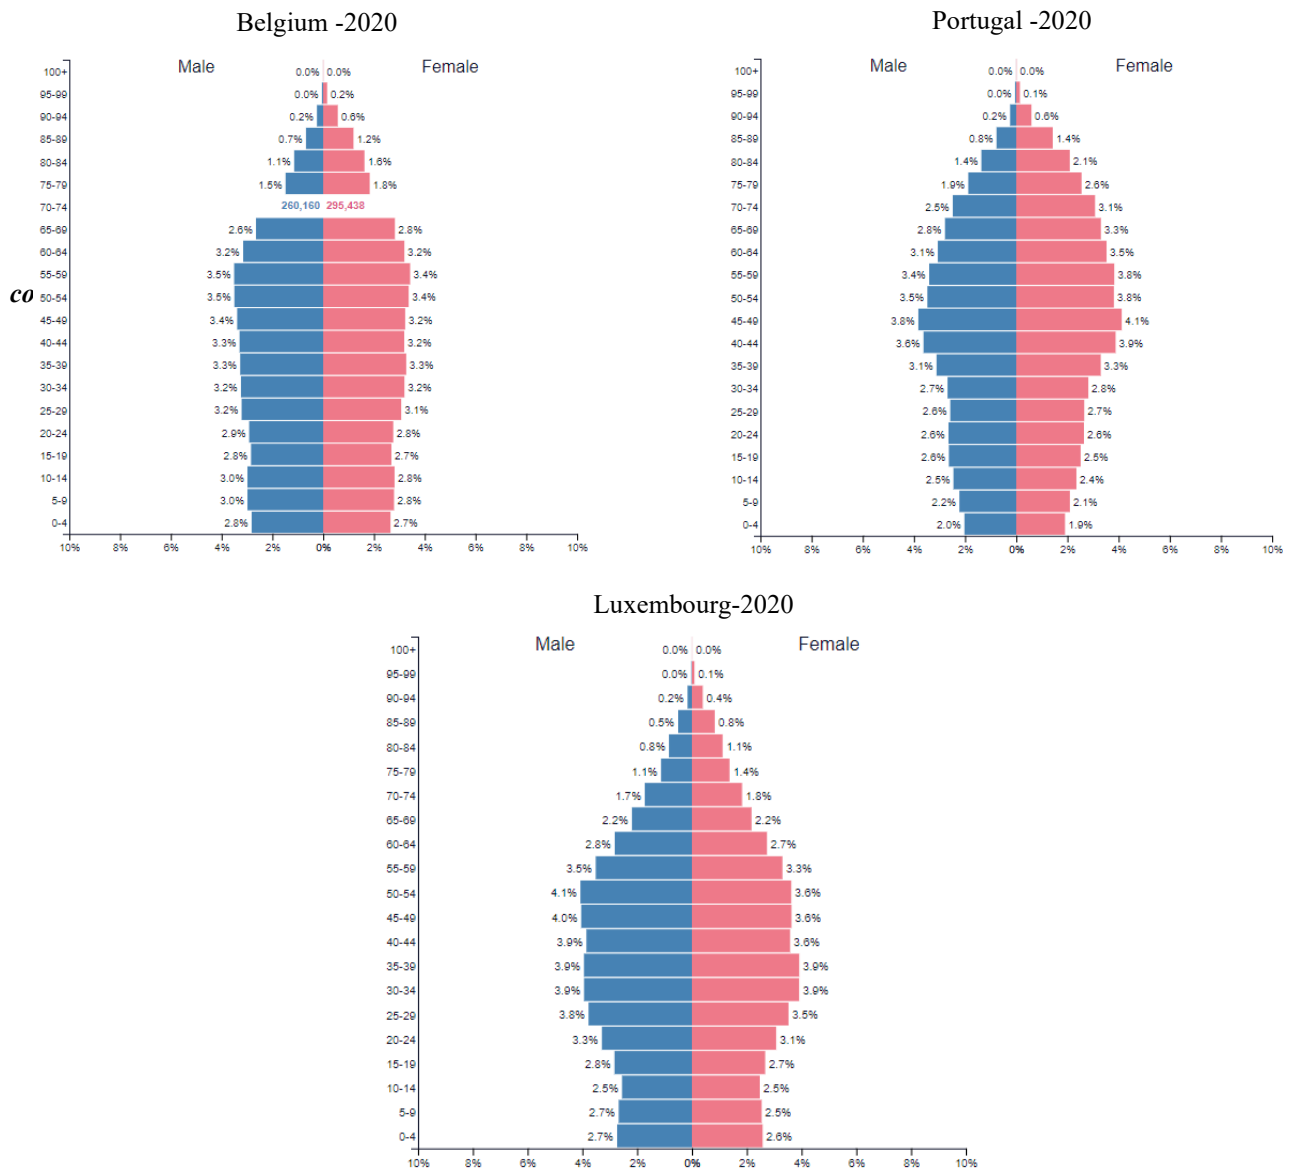 Belgium -2020
Male Female
100+ 0.0% 0.0%
95-99 0.0% 0.2%
90-94 0.2% 0.6%
85-89 0.7% 1.2%
80-84 1.1% 1.6%
75-79 1.5% 1.8%
70-74 260,160 295,438
65-69 2.6% 2.8%
60-64 3.2% 3.2%
55-59 3.5% 3.4%
co 50-54 3.5% 3.4%
45-49 3.4% 3.2%
40-44 3.3% 3.2%
35-39 3.3% 3.3%
30-34 3.2% 3.2%
25-29 3.2% 3.1%
20-24 2.9% 2.8%
15-19 2.8% 2.7%
10-14 3.0% 2.8%
5-9 3.0% 2.8%
0-4 2.8% 2.7%
10% 8% 6% 4% 2% 0% 2% 4% 6% 8% 10%
Portugal -2020
Male Female
100+ 0.0% 0.0%
95-99 0.0% 0.1%
90-94 0.2% 0.6%
85-89 0.8% 1.4%
80-84 1.4% 2.1%
75-79 1.9% 2.6%
70-74 2.5% 3.1%
65-69 2.8% 3.3%
60-64 3.1% 3.5%
55-59 3.4% 3.8%
50-54 3.5% 3.8%
45-49 3.8% 4.1%
40-44 3.6% 3.9%
35-39 3.1% 3.3%
30-34 2.7% 2.8%
25-29 2.6% 2.7%
20-24 2.6% 2.6%
15-19 2.6% 2.5%
10-14 2.5% 2.4%
5-9 2.2% 2.1%
0-4 2.0% 1.9%
10% 8% 6% 4% 2% 0% 2% 4% 6% 8% 10%
Luxembourg-2020
Male Female
100+ 0.0% 0.0%
95-99 0.0% 0.1%
90-94 0.2% 0.4%
85-89 0.5% 0.8%
80-84 0.8% 1.1%
75-79 1.1% 1.4%
70-74 1.7% 1.8%
65-69 2.2% 2.2%
60-64 2.8% 2.7%
55-59 3.5% 3.3%
50-54 4.1% 3.6%
45-49 4.0% 3.6%
40-44 3.9% 3.6%
35-39 3.9% 3.9%
30-34 3.9% 3.9%
25-29 3.8% 3.5%
20-24 3.3% 3.1%
15-19 2.8% 2.7%
10-14 2.5% 2.5%
5-9 2.7% 2.5%
0-4 2.7% 2.6%
10% 8% 6% 4% 2% 0% 2% 4% 6% 8% 10%